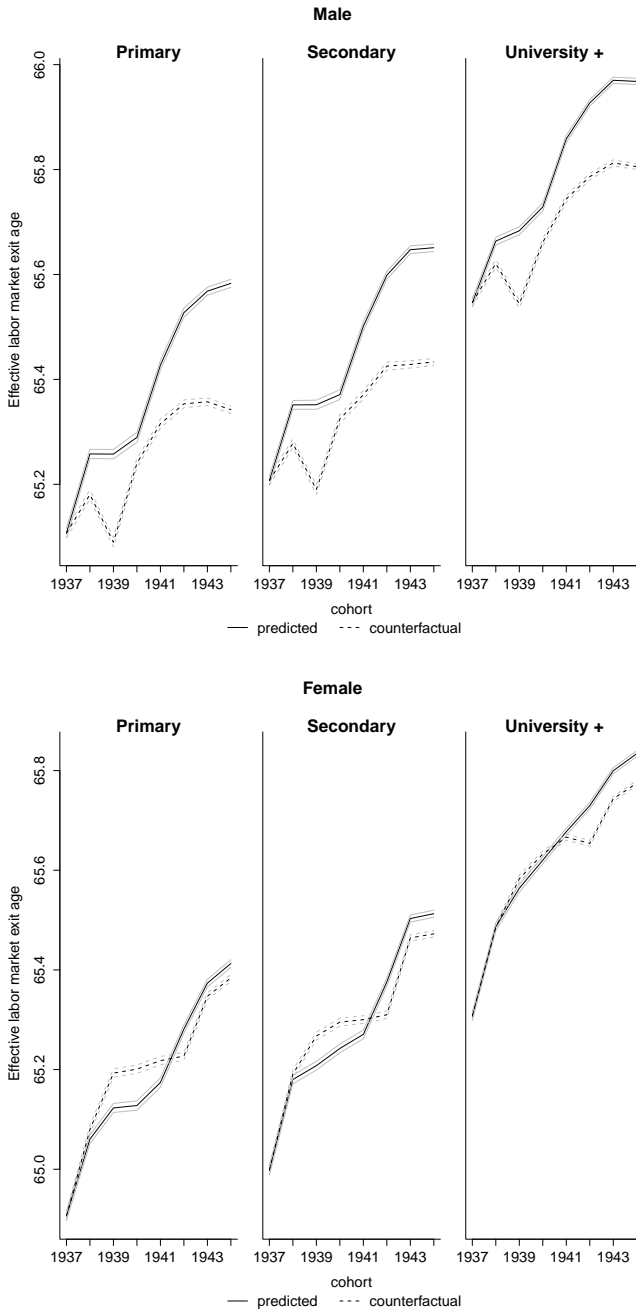 Male
Primary Secondary University +
Effective labor market exit age
66.0
65.8
65.6
65.4
65.2
1937 1939 1941 1943 1937 1939 1941 1943 1937 1939 1941 1943
cohort
predicted counterfactual
Female
Primary Secondary University +
Effective labor market exit age
65.8
65.6
65.4
65.2
65.0
1937 1939 1941 1943 1937 1939 1941 1943 1937 1939 1941 1943
cohort
predicted counterfactual